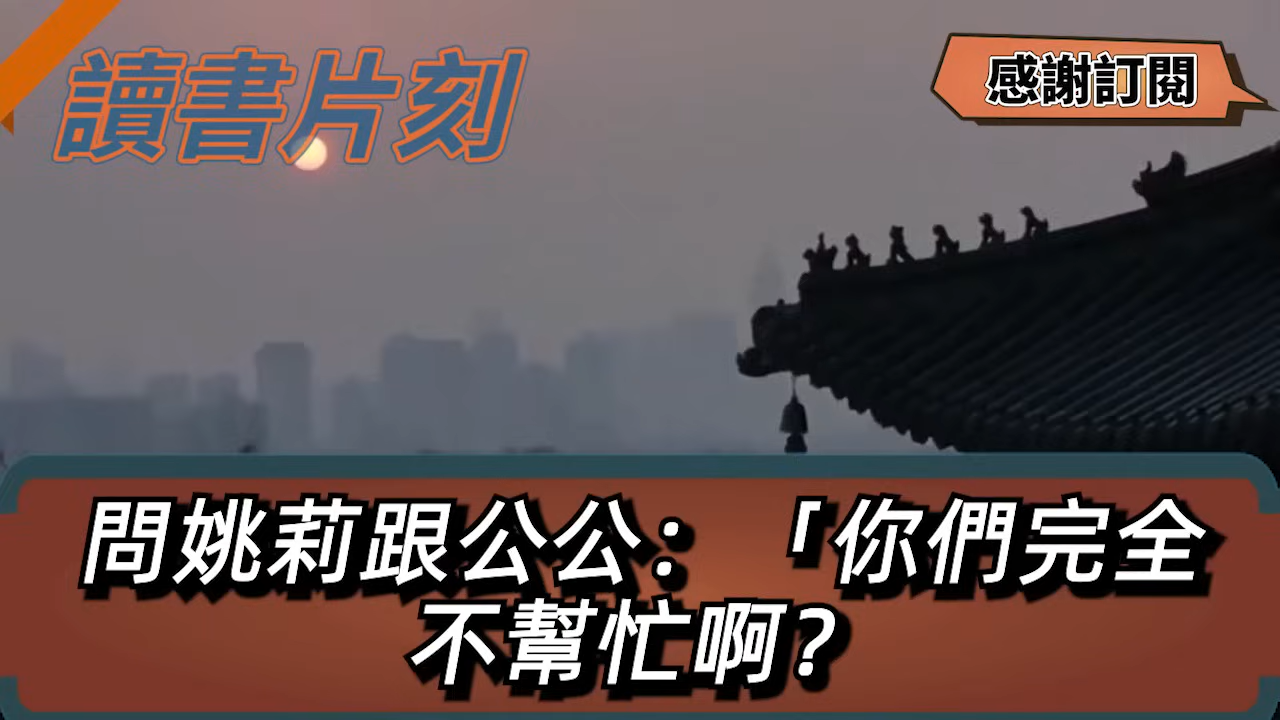 讀書片刻
感謝訂閱
問姚莉跟公公：「你們完全
不幫忙啊？